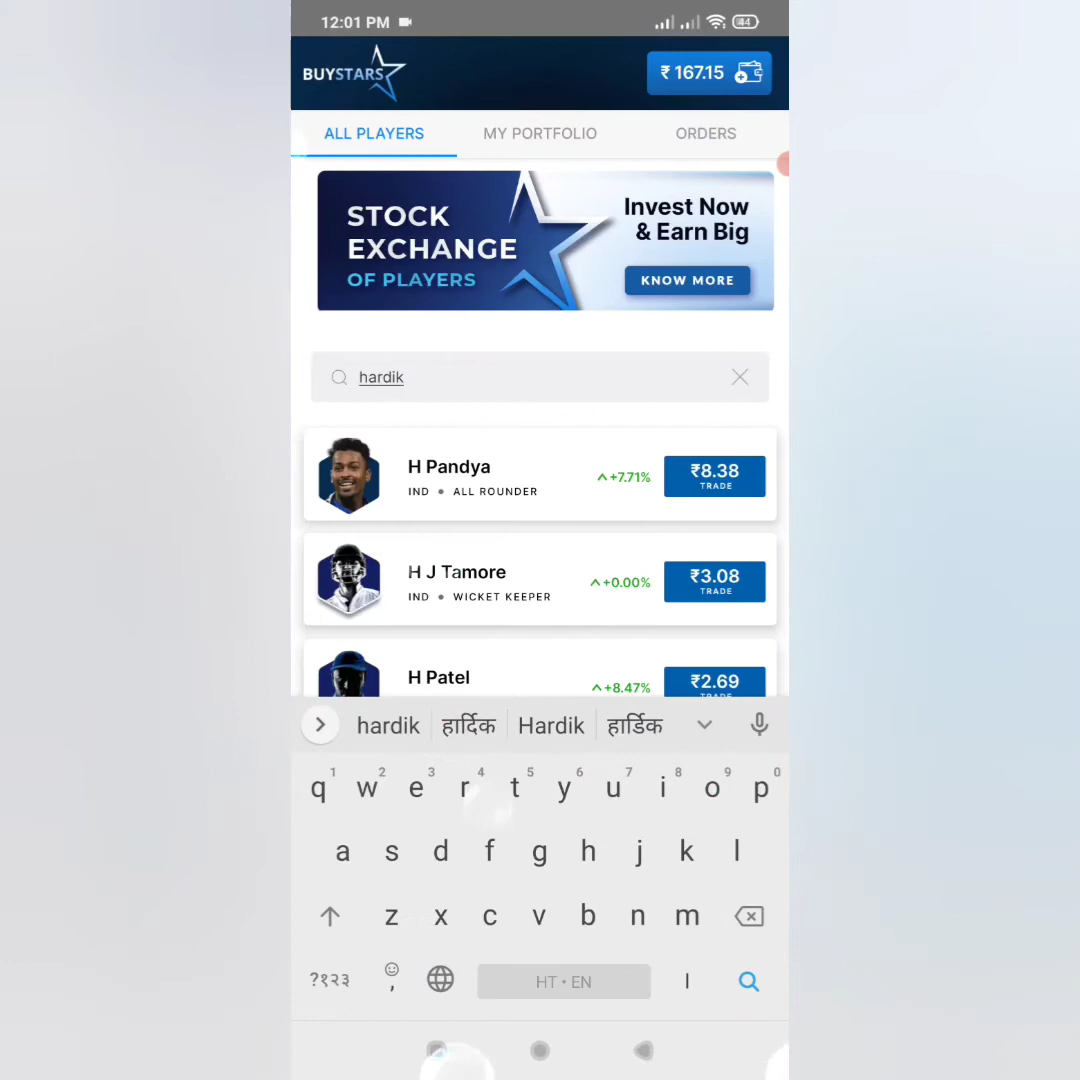 12:01 PM 44
BUYSTARS ₹ 167.15
ALL PLAYERS MY PORTFOLIO ORDERS
STOCK
EXCHANGE
OF PLAYERS
Invest Now
& Earn Big
KNOW MORE
hardik
H Pandya
IND • ALL ROUNDER
+7.71%
₹8.38
TRADE
H J Tamore
IND • WICKET KEEPER
+0.00%
₹3.08
TRADE
H Patel
+8.47%
₹2.69
TRADE
hardik हार्दिक Hardik हार्डिक
q w e r t y u i o p
1 2 3 4 5 6 7 8 9 0
a s d f g h j k l
z x c v b n m
?१२३ , HT • EN ।